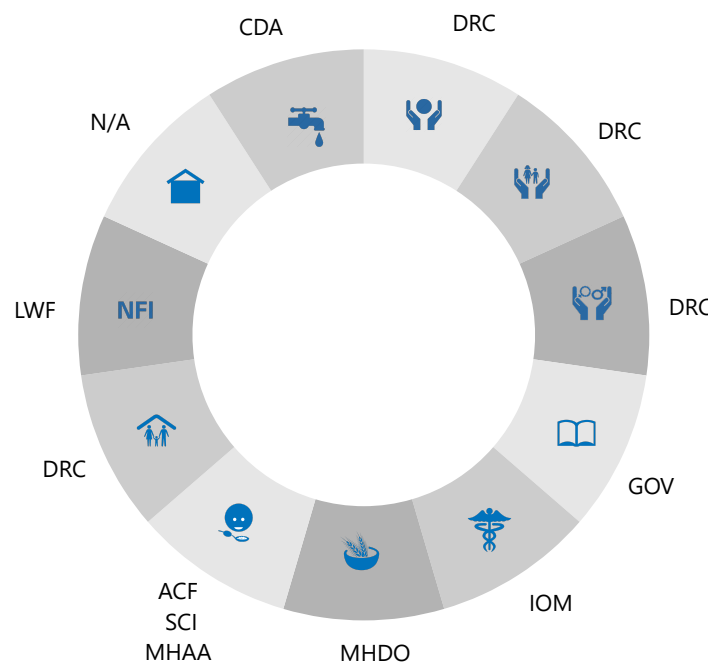 CDA
DRC
N/A
DRC
LWF
NFI
DRC
DRC
GOV
ACF
SCI
MHAA
MHDO
IOM